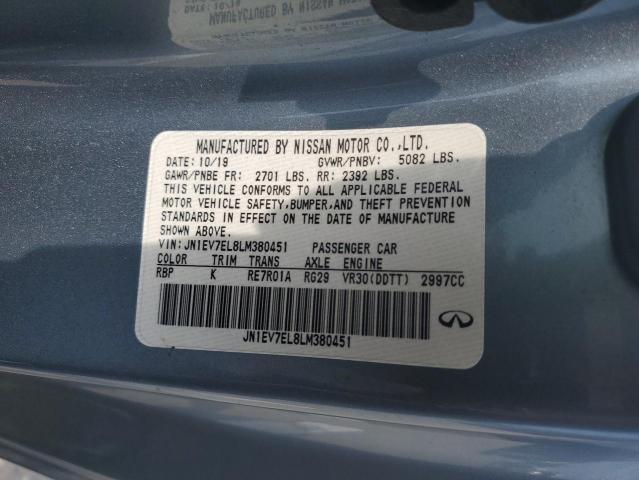 MANUFACTURED BY NISSAN MOTOR CO.,LTD.
DATE: 10/19 GVWR/PNBV: 5082 LBS.
GAWR/PNBE FR: 2701 LBS. RR: 2392 LBS.
THIS VEHICLE CONFORMS TO ALL APPLICABLE FEDERAL
MOTOR VEHICLE SAFETY,BUMPER,AND THEFT PREVENTION
STANDARDS IN EFFECT ON THE DATE OF MANUFACTURE
SHOWN ABOVE.
VIN: JN1EV7EL8LM380451 PASSENGER CAR
COLOR TRIM TRANS AXLE ENGINE
RBP K RE7R01A RG29 VR30(DDTT) 2997CC
JN1EV7EL8LM380451